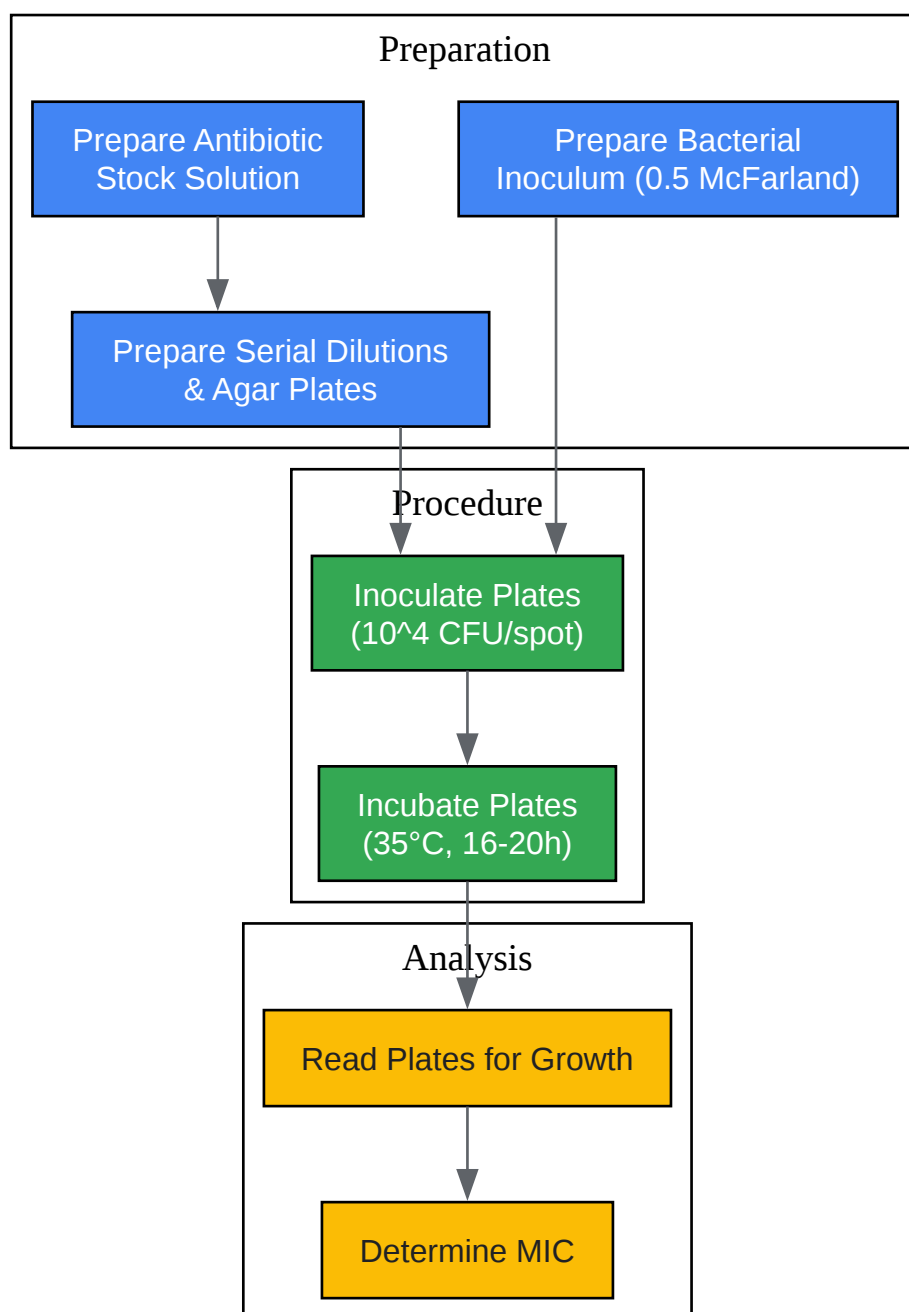 Preparation
Prepare Antibiotic
Stock Solution
Prepare Bacterial
Inoculum (0.5 McFarland)
Prepare Serial Dilutions
& Agar Plates
Procedure
Inoculate Plates
(10^4 CFU/spot)
Incubate Plates
(35°C, 16-20h)
Analysis
Read Plates for Growth
Determine MIC